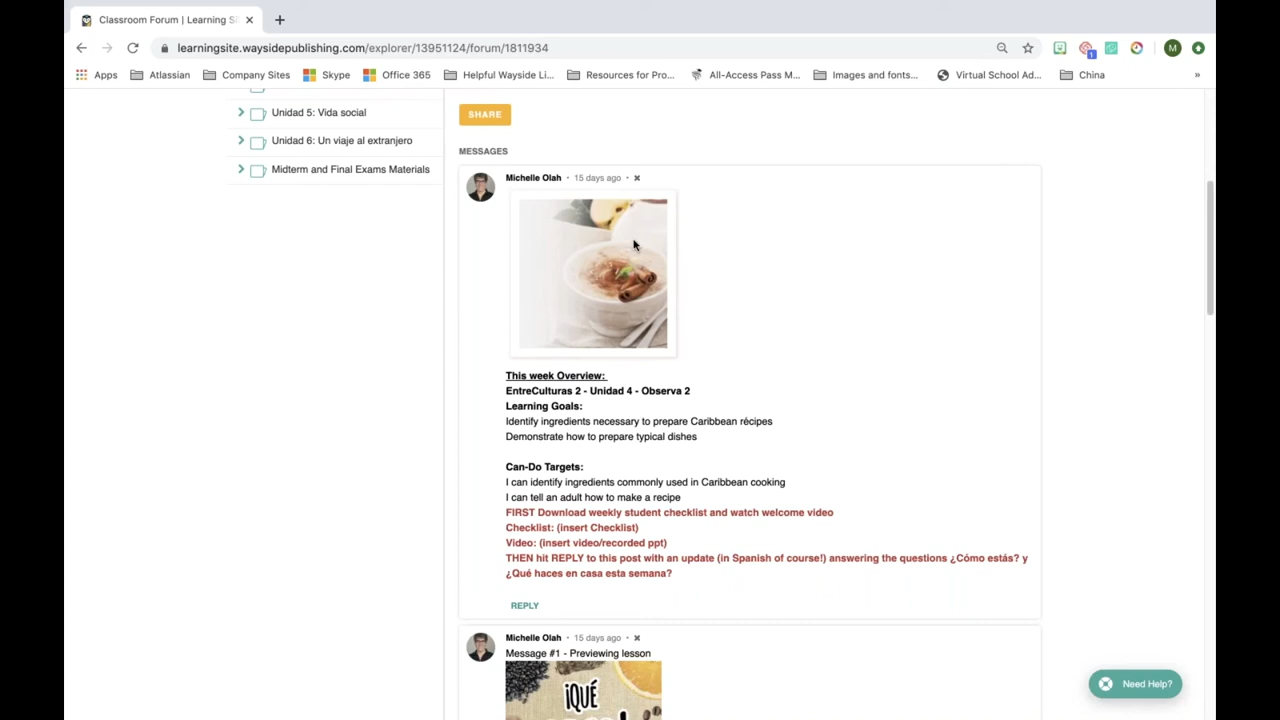 Classroom Forum | Learning Si
learningsite.waysidepublishing.com/explorer/13951124/forum/1811934
M
1
Apps Atlassian Company Sites Skype Office 365 Helpful Wayside Li... Resources for Pro... All-Access Pass M... Images and fonts... Virtual School Ad... China »
Unidad 5: Vida social
Unidad 6: Un viaje al extranjero
Midterm and Final Exams Materials
SHARE
MESSAGES
Michelle Olah • 15 days ago •
This week Overview:
EntreCulturas 2 - Unidad 4 - Observa 2
Learning Goals:
Identify ingredients necessary to prepare Caribbean récipes
Demonstrate how to prepare typical dishes
Can-Do Targets:
I can identify ingredients commonly used in Caribbean cooking
I can tell an adult how to make a recipe
FIRST Download weekly student checklist and watch welcome video
Checklist: (insert Checklist)
Video: (insert video/recorded ppt)
THEN hit REPLY to this post with an update (in Spanish of course!) answering the questions ¿Cómo estás? y
¿Qué haces en casa esta semana?
REPLY
Michelle Olah • 15 days ago •
Message #1 - Previewing lesson
¡QUÉ
Need Help?